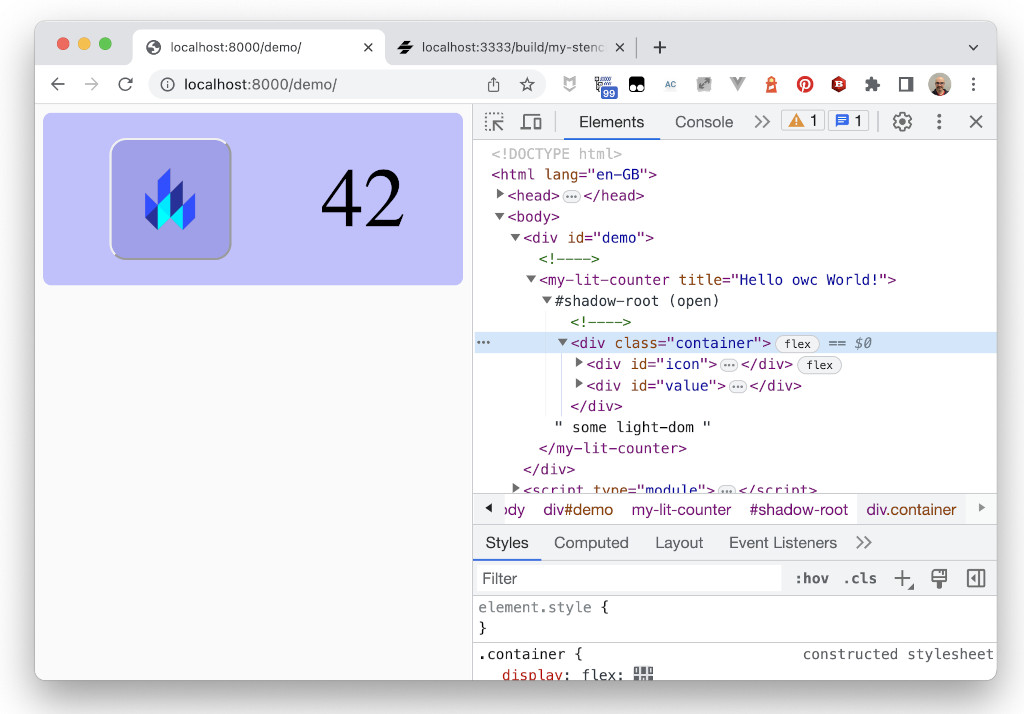 localhost:8000/demo/
localhost:3333/build/my-stenc
localhost:8000/demo/
99
AC
42
Elements
Console
1
1
<!DOCTYPE html>
<html lang="en-GB">
<head>…</head>
<body>
<div id="demo">
<!---->
<my-lit-counter title="Hello owc World!">
#shadow-root (open)
<!---->
… <div class="container"> flex == $0
<div id="icon">…</div> flex
<div id="value">…</div>
</div>
" some light-dom "
</my-lit-counter>
</div>
<script type="module">…</script>
ody div#demo my-lit-counter #shadow-root div.container
Styles Computed Layout Event Listeners
Filter :hov .cls
element.style {
}
.container { constructed stylesheet
display: flex;